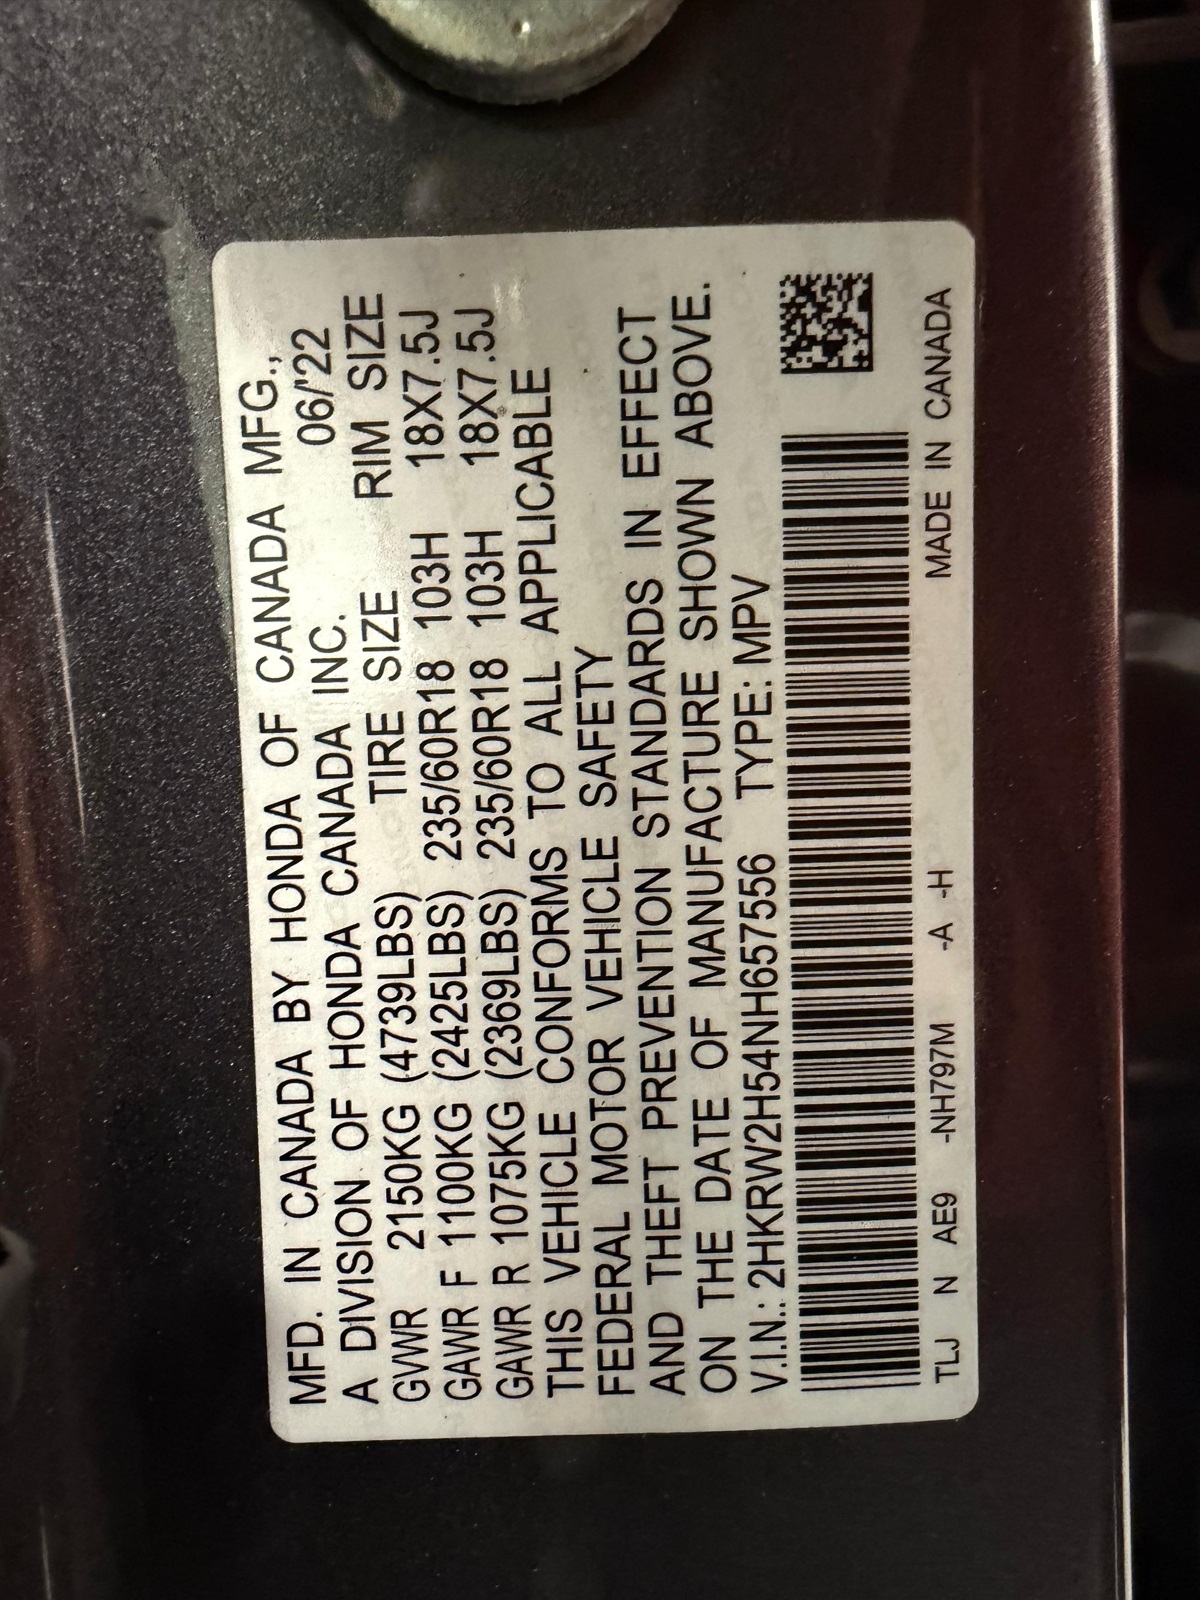 MFD. IN CANADA BY HONDA OF CANADA MFG.,
A DIVISION OF HONDA CANADA INC. 06/'22
TIRE SIZE RIM SIZE
GVWR 2150KG (4739LBS)
GAWR F 1100KG (2425LBS) 235/60R18 103H 18X7.5J
GAWR R 1075KG (2369LBS) 235/60R18 103H 18X7.5J
THIS VEHICLE CONFORMS TO ALL APPLICABLE
FEDERAL MOTOR VEHICLE SAFETY
AND THEFT PREVENTION STANDARDS IN EFFECT
ON THE DATE OF MANUFACTURE SHOWN ABOVE.
V.I.N.: 2HKRW2H54NH657556 TYPE: MPV
TLJ N AE9 -NH797M -A -H MADE IN CANADA